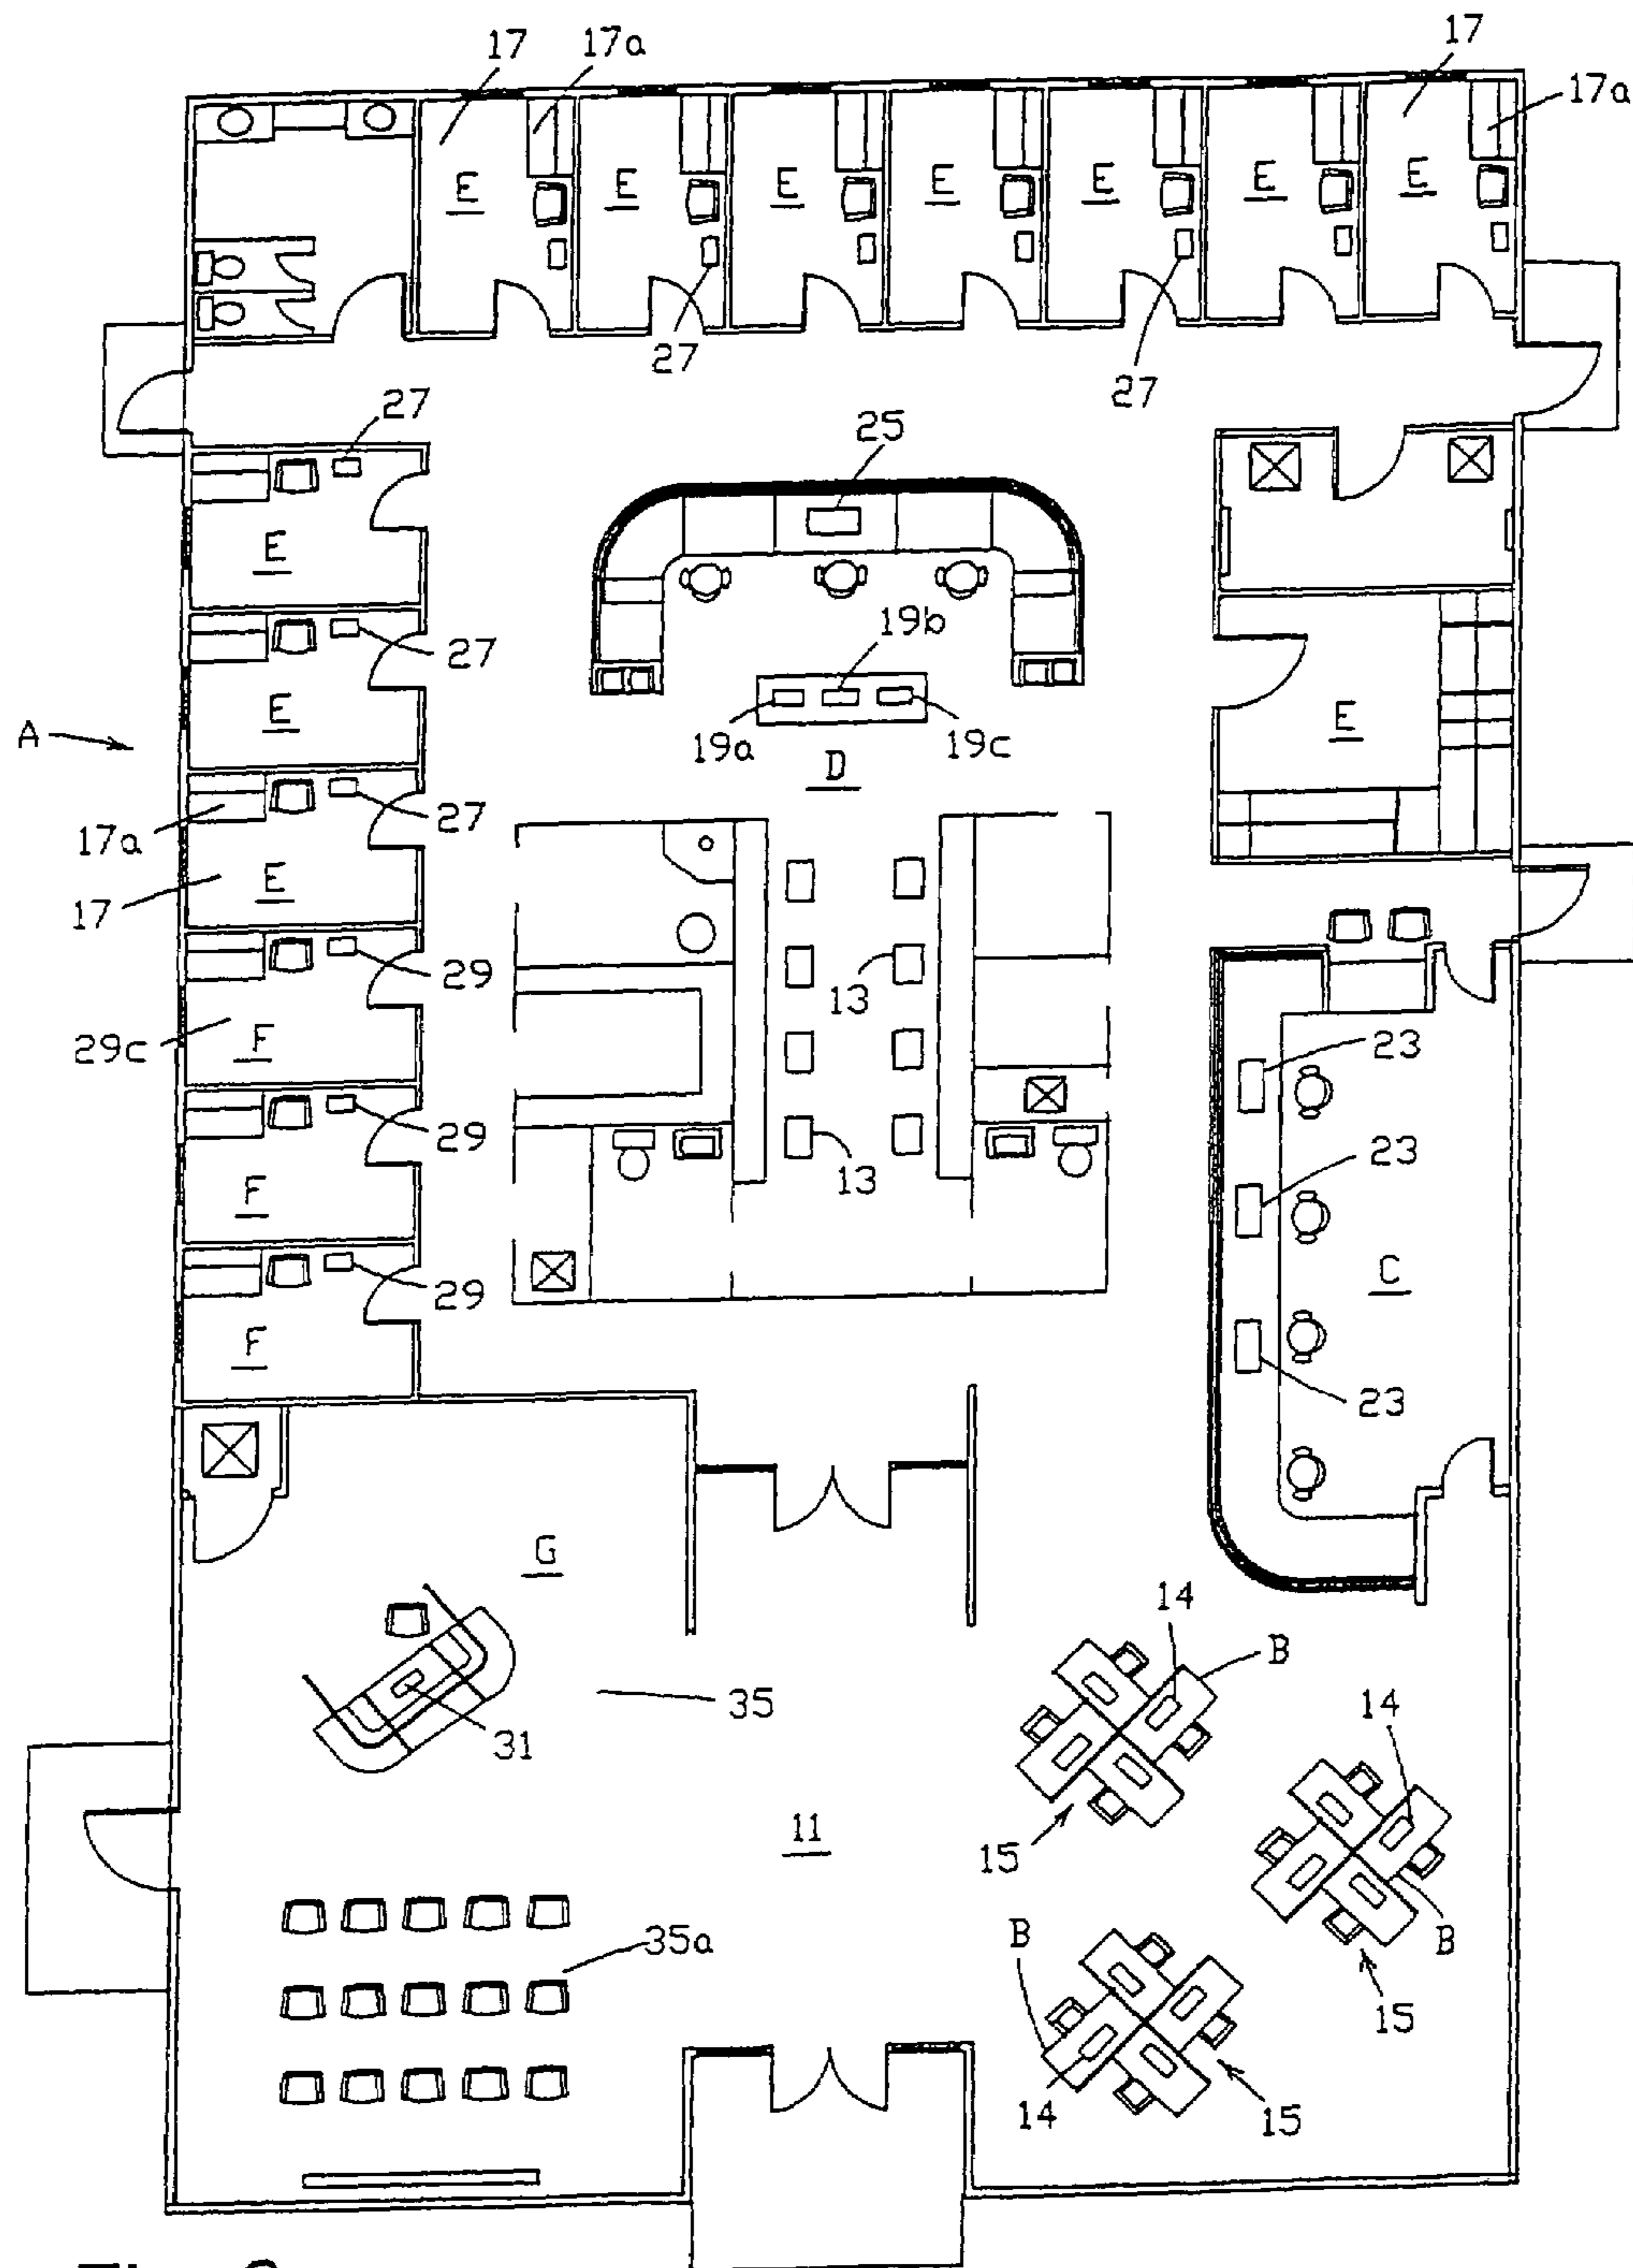 17 17a 17
17a
E E E E E E E
27 27
27 25
E
27 19b
E E
A 19a 19c
D
17a 27
17 E
13
29
29c F 23
29 13 23
F
C
29
F 23
G
14 B
35 14
31
11
15
35a B B
15
14 15